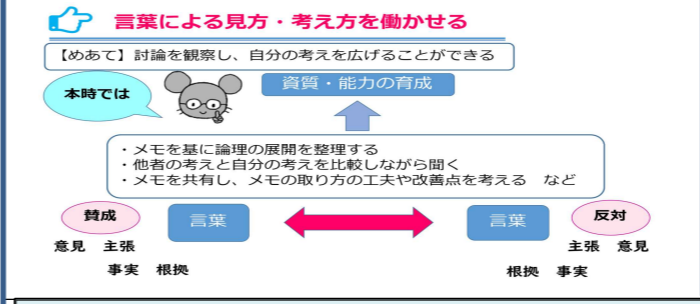 言葉による見方・考え方を働かせる
【めあて】討論を観察し、自分の考えを広げることができる
本時では
資質・能力の育成
・メモを基に論理の展開を整理する
・他者の考えと自分の考えを比較しながら聞く
・メモを共有し、メモの取り方の工夫や改善点を考える　など
賛成
言葉
言葉
反対
意見　主張
主張　意見
事実　根拠
根拠　事実